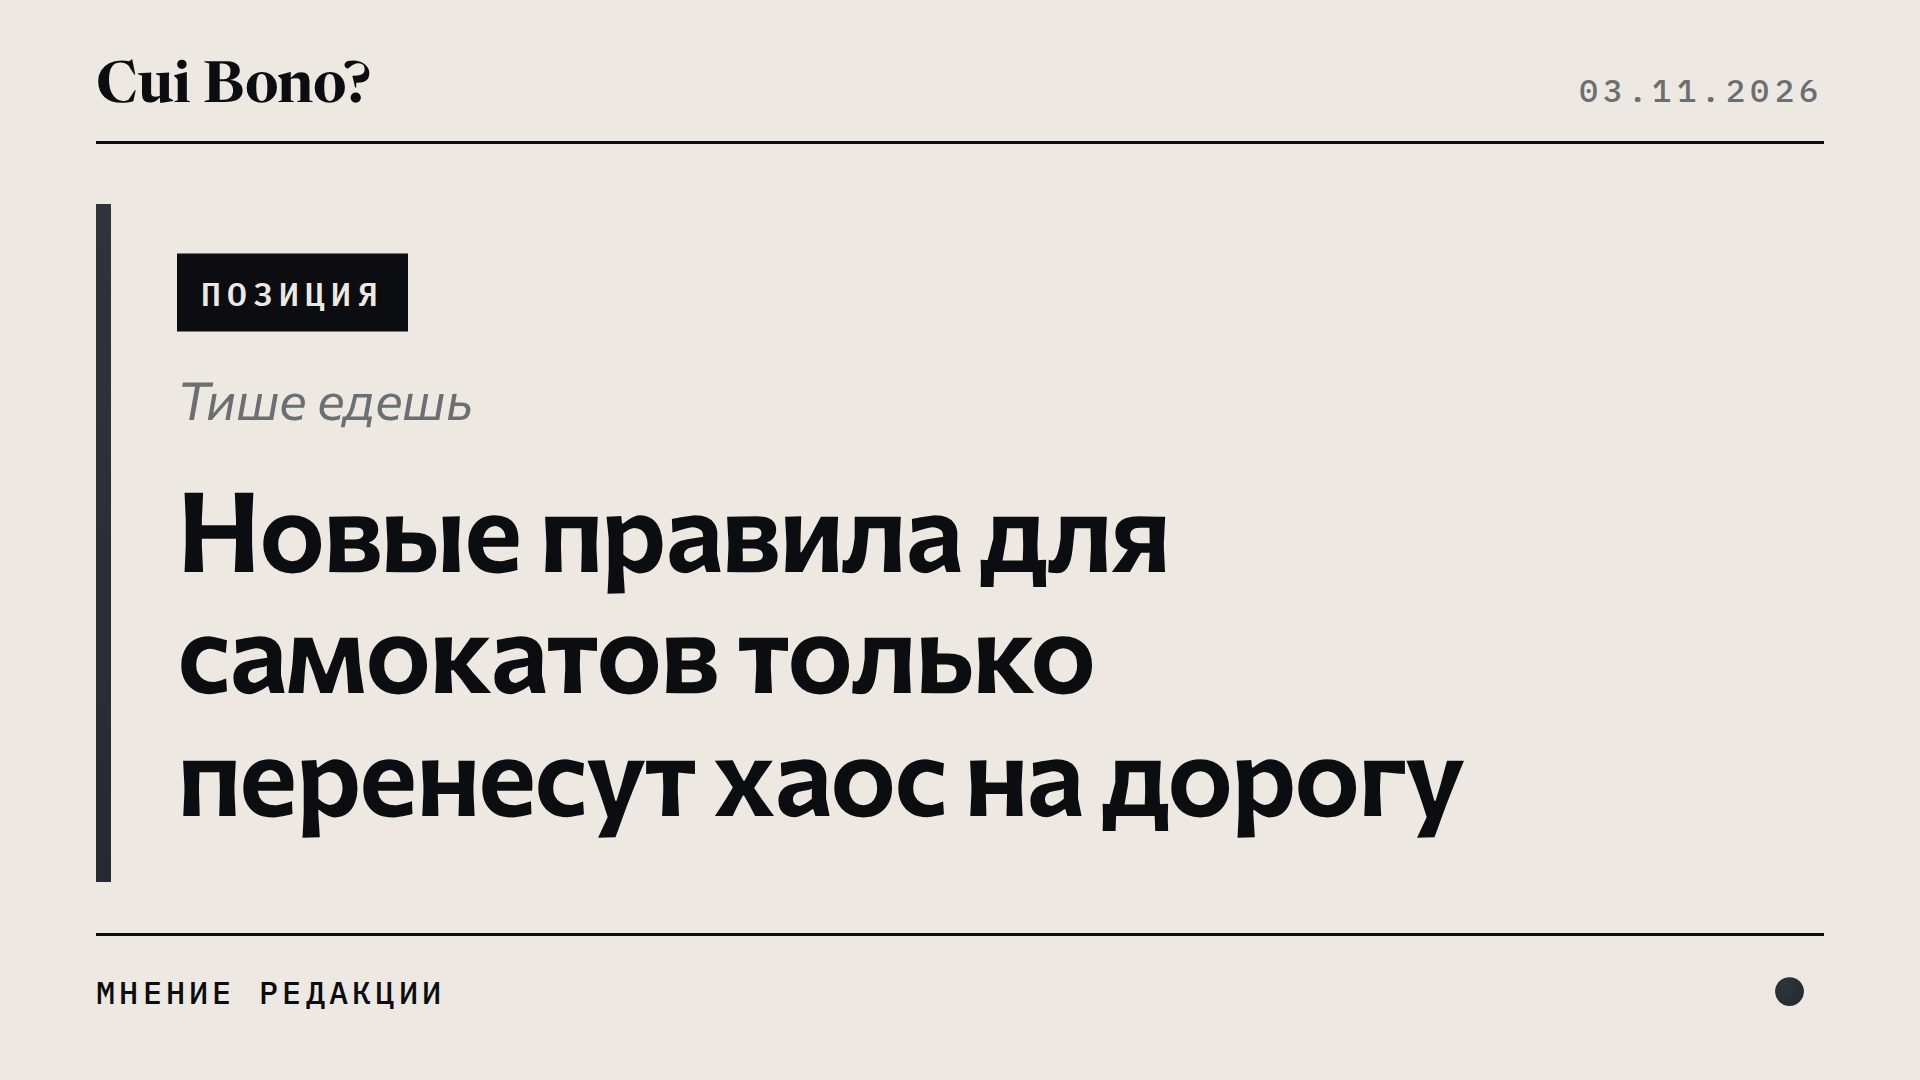 Cui Bono?
03.11.2026
ПОЗИЦИЯ
Тише едешь
Новые правила для
самокатов только
перенесут хаос на дорогу
МНЕНИЕ РЕДАКЦИИ